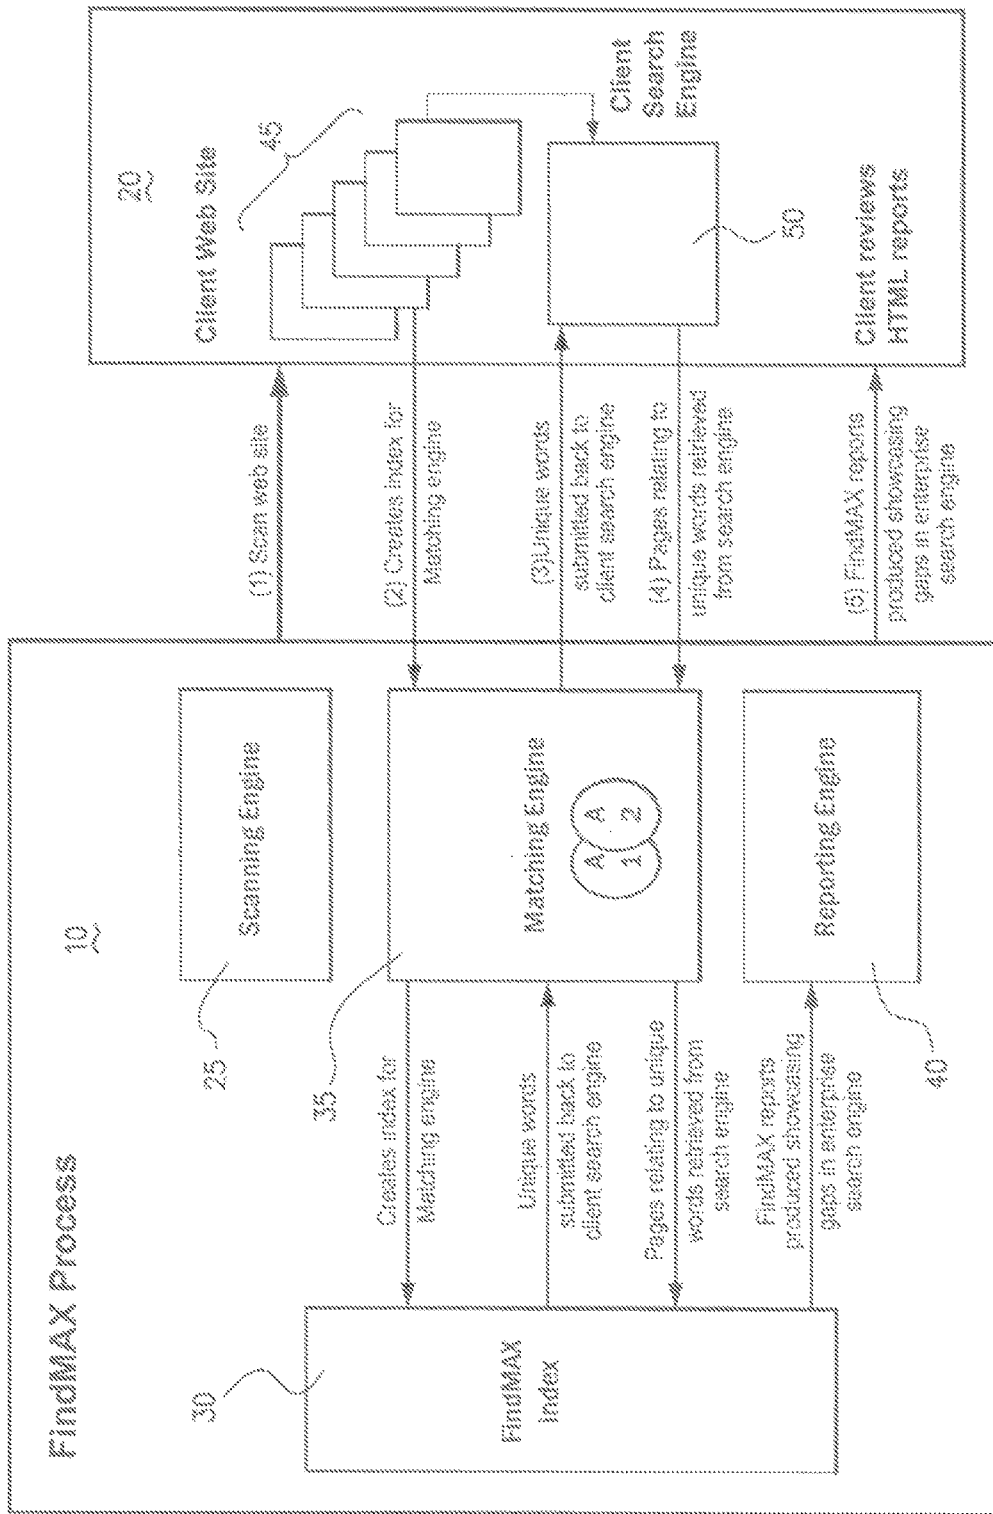 FindMAX Process
10
20
Client Web Site
45
Client
Search
Engine
50
Client reviews
HTML reports
(1) Scan web site
(2) Creates index for
Matching engine
(3)Unique words
submitted back to
client search engine
(4) Pages relating to
unique words retrieved
from search engine
(5) FindMAX reports
produced showcasing
gaps in enterprise
search engine
25
Scanning Engine
35
Matching Engine
A
1
A
2
Reporting Engine
40
Creates index for
Matching engine
Unique words
submitted back to
client search engine
Pages relating to unique
words retrieved from
search engine
FindMAX reports
produced showcasing
gaps in enterprise
search engine
30
FindMAX
index